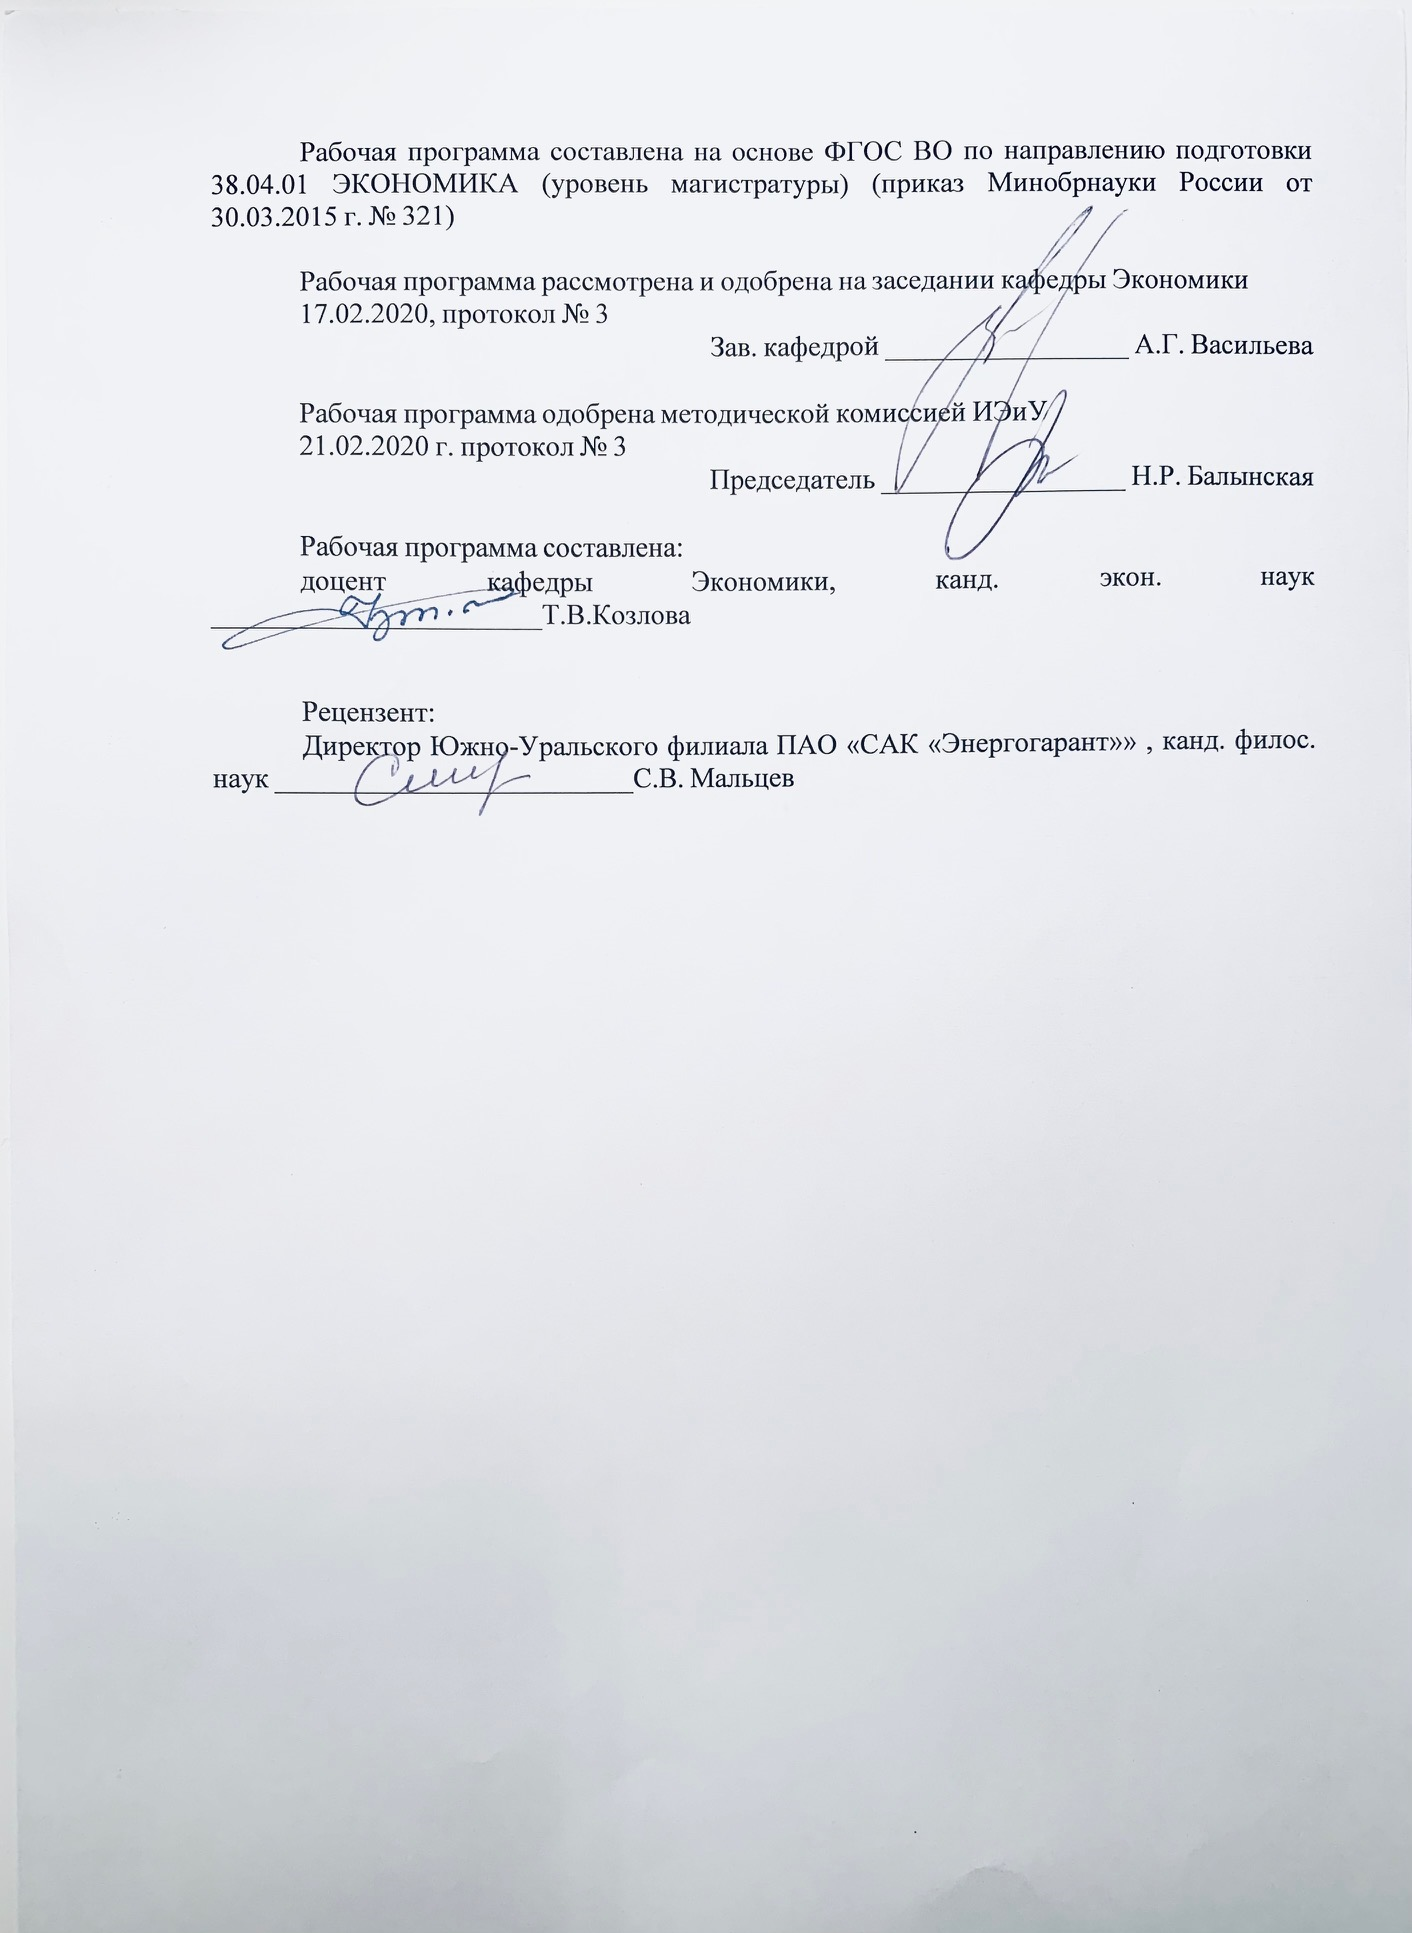 Рабочая программа составлена на основе ФГОС ВО по направлению подготовки
38.04.01 ЭКОНОМИКА (уровень магистратуры) (приказ Минобрнауки России от
30.03.2015 г. № 321)
Рабочая программа рассмотрена и одобрена на заседании кафедры Экономики
17.02.2020, протокол № 3
Зав. кафедрой __________________ А.Г. Васильева
Рабочая программа одобрена методической комиссией ИЭиУ
21.02.2020 г. протокол № 3
Председатель __________________ Н.Р. Балынская
Рабочая программа составлена:
доцент кафедры Экономики, канд. экон. наук
________________________Т.В.Козлова
Рецензент:
Директор Южно-Уральского филиала ПАО «САК «Энергогарант»» , канд. филос.
наук __________________________С.В. Мальцев